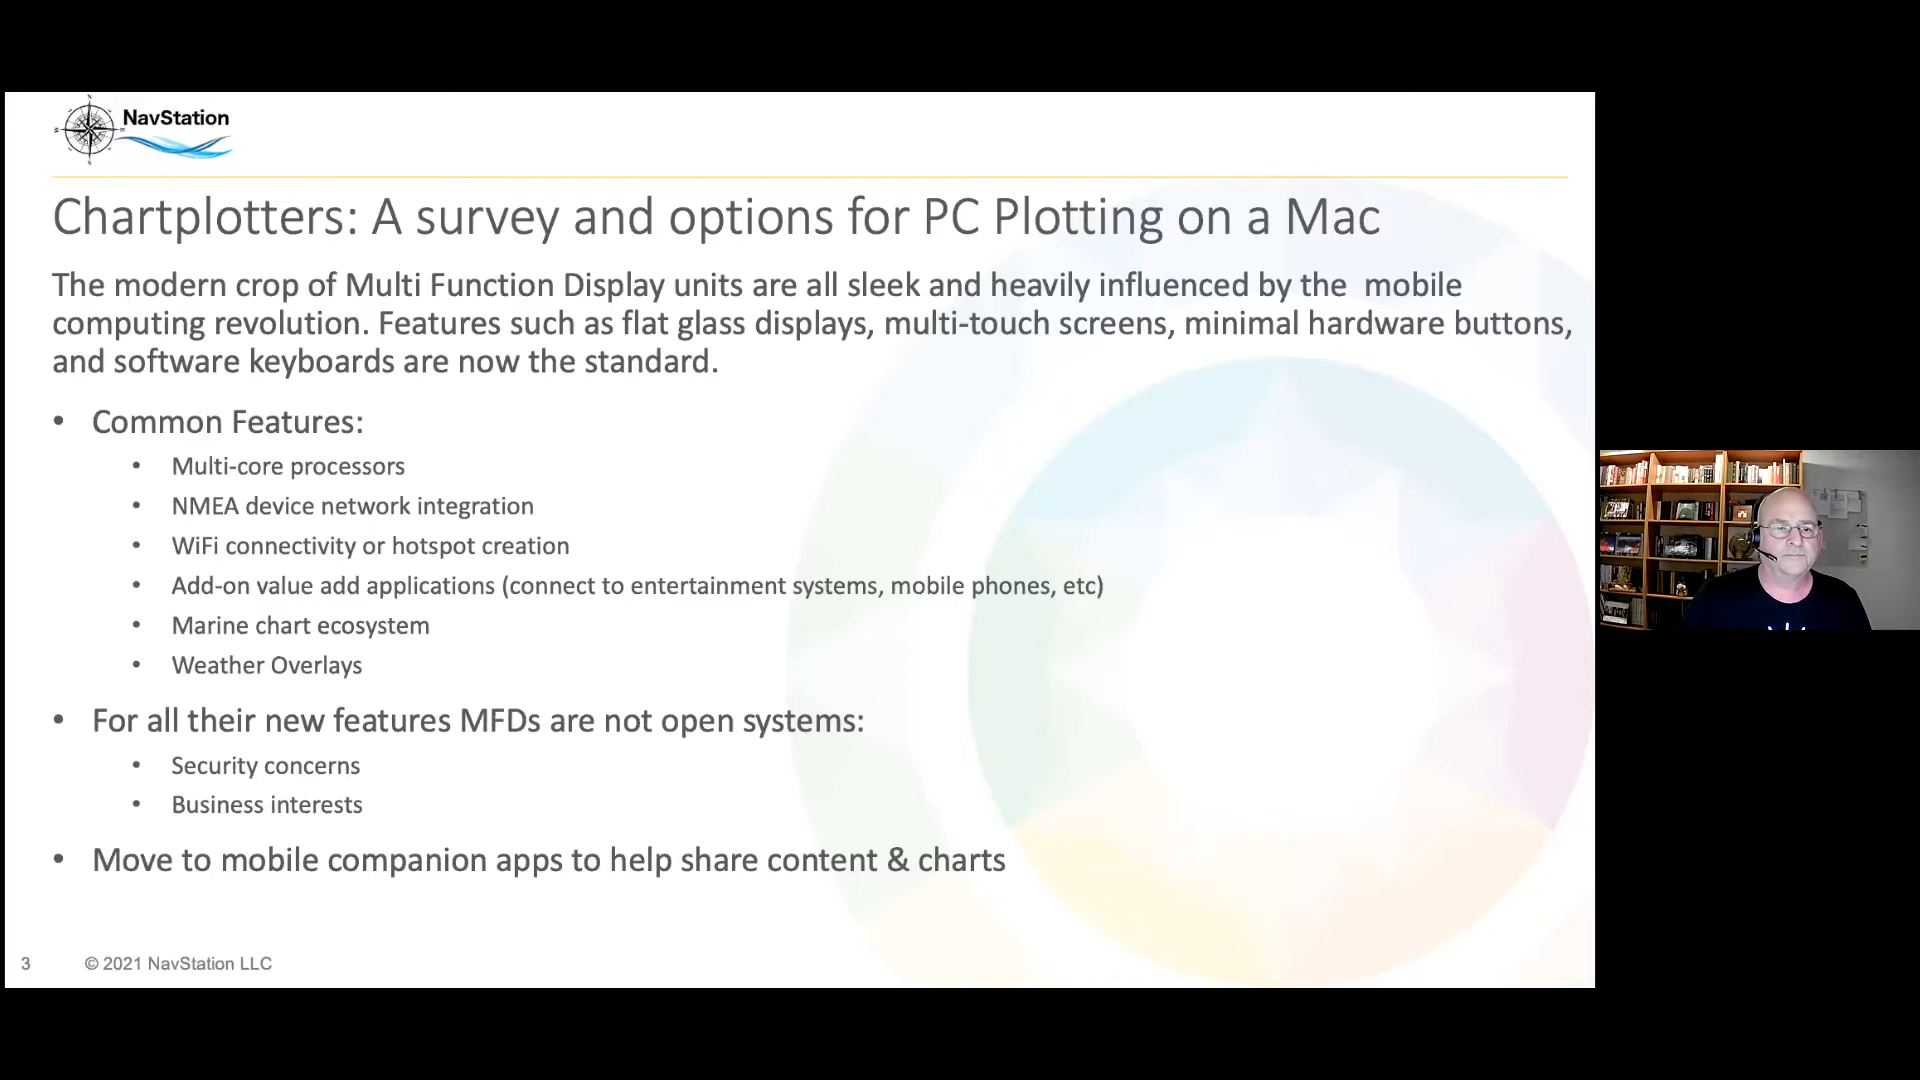 NavStation
Chartplotters: A survey and options for PC Plotting on a Mac
The modern crop of Multi Function Display units are all sleek and heavily influenced by the  mobile
computing revolution. Features such as flat glass displays, multi-touch screens, minimal hardware buttons,
and software keyboards are now the standard.
• Common Features:
• Multi-core processors
• NMEA device network integration
• WiFi connectivity or hotspot creation
• Add-on value add applications (connect to entertainment systems, mobile phones, etc)
• Marine chart ecosystem
• Weather Overlays
• For all their new features MFDs are not open systems:
• Security concerns
• Business interests
• Move to mobile companion apps to help share content & charts
3 © 2021 NavStation LLC